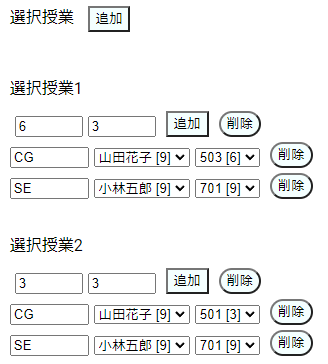 選択授業 追加
選択授業1
6 3 追加 削除
CG 山田花子 [9] 503 [6] 削除
SE 小林五郎 [9] 701 [9] 削除
選択授業2
3 3 追加 削除
CG 山田花子 [9] 501 [3] 削除
SE 小林五郎 [9] 701 [9] 削除